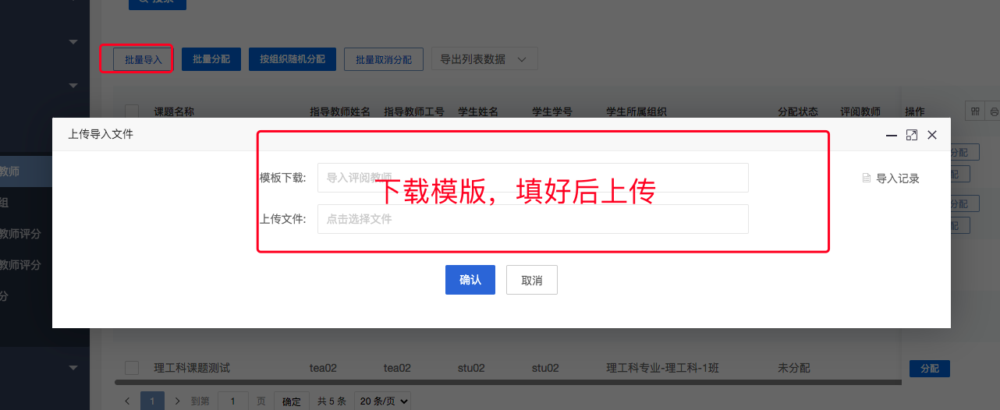 搜索
批量导入 批量分配 按组织随机分配 批量取消分配 导出列表数据
课题名称 指导教师姓名 指导教师工号 学生姓名 学生学号 学生所属组织 分配状态 评阅教师 操作
上传导入文件
分配
教师
模板下载: 导入评阅教师 导入记录
配
下载模版，填好后上传
组
分配
上传文件: 点击选择文件
配
教师评分
教师评分
确认 取消
分
理工科课题测试 tea02 tea02 stu02 stu02 理工科专业-理工科-1班 未分配 分配
1 到第 1 页 确定 共 5 条 20 条/页